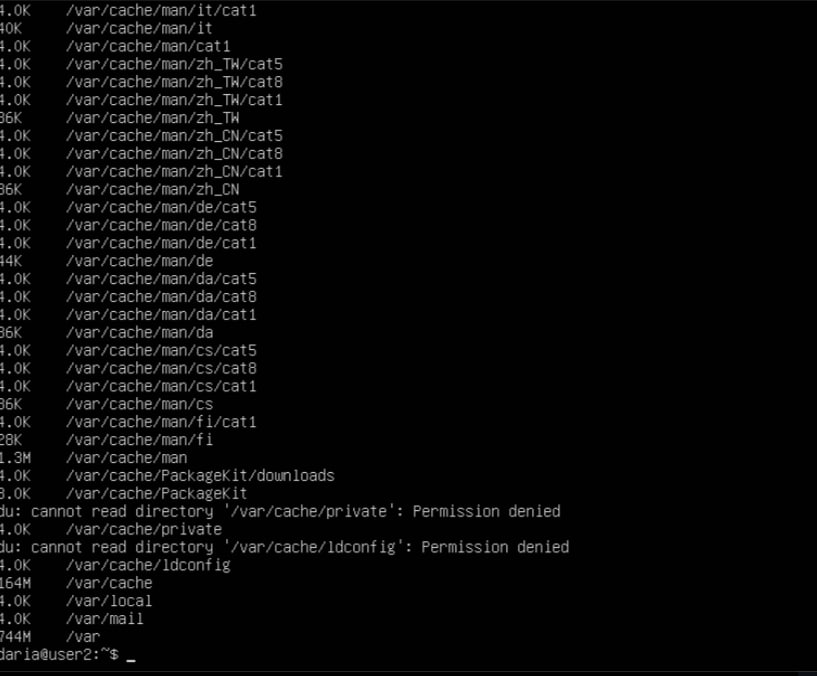 4.0K /var/cache/man/it/cat1
40K /var/cache/man/it
4.0K /var/cache/man/cat1
4.0K /var/cache/man/zh_TW/cat5
4.0K /var/cache/man/zh_TW/cat8
4.0K /var/cache/man/zh_TW/cat1
36K /var/cache/man/zh_TW
4.0K /var/cache/man/zh_CN/cat5
4.0K /var/cache/man/zh_CN/cat8
4.0K /var/cache/man/zh_CN/cat1
36K /var/cache/man/zh_CN
4.0K /var/cache/man/de/cat5
4.0K /var/cache/man/de/cat8
4.0K /var/cache/man/de/cat1
44K /var/cache/man/de
4.0K /var/cache/man/da/cat5
4.0K /var/cache/man/da/cat8
4.0K /var/cache/man/da/cat1
36K /var/cache/man/da
4.0K /var/cache/man/cs/cat5
4.0K /var/cache/man/cs/cat8
4.0K /var/cache/man/cs/cat1
36K /var/cache/man/cs
4.0K /var/cache/man/fi/cat1
28K /var/cache/man/fi
1.3M /var/cache/man
4.0K /var/cache/PackageKit/downloads
8.0K /var/cache/PackageKit
du: cannot read directory '/var/cache/private': Permission denied
4.0K /var/cache/private
du: cannot read directory '/var/cache/ldconfig': Permission denied
4.0K /var/cache/ldconfig
164M /var/cache
4.0K /var/local
4.0K /var/mail
744M /var
daria@user2:~$ _